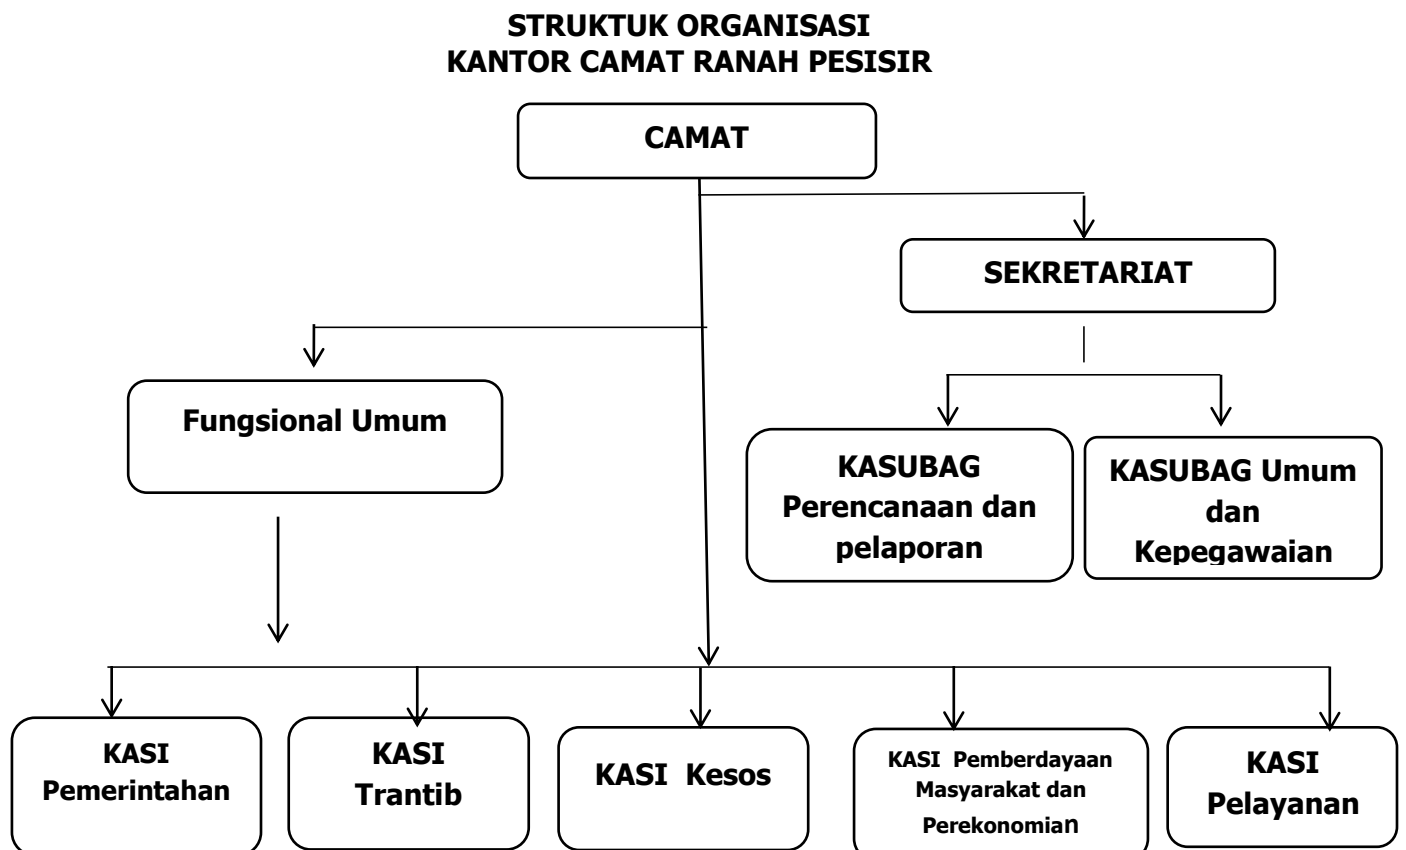 STRUKTUK ORGANISASI
KANTOR CAMAT RANAH PESISIR
CAMAT
SEKRETARIAT
Fungsional Umum
KASUBAG
Perencanaan dan
pelaporan
KASUBAG Umum
dan
Kepegawaian
KASI
Pemerintahan
KASI
Trantib
KASI Kesos
KASI Pemberdayaan
Masyarakat dan
Perekonomian
KASI
Pelayanan